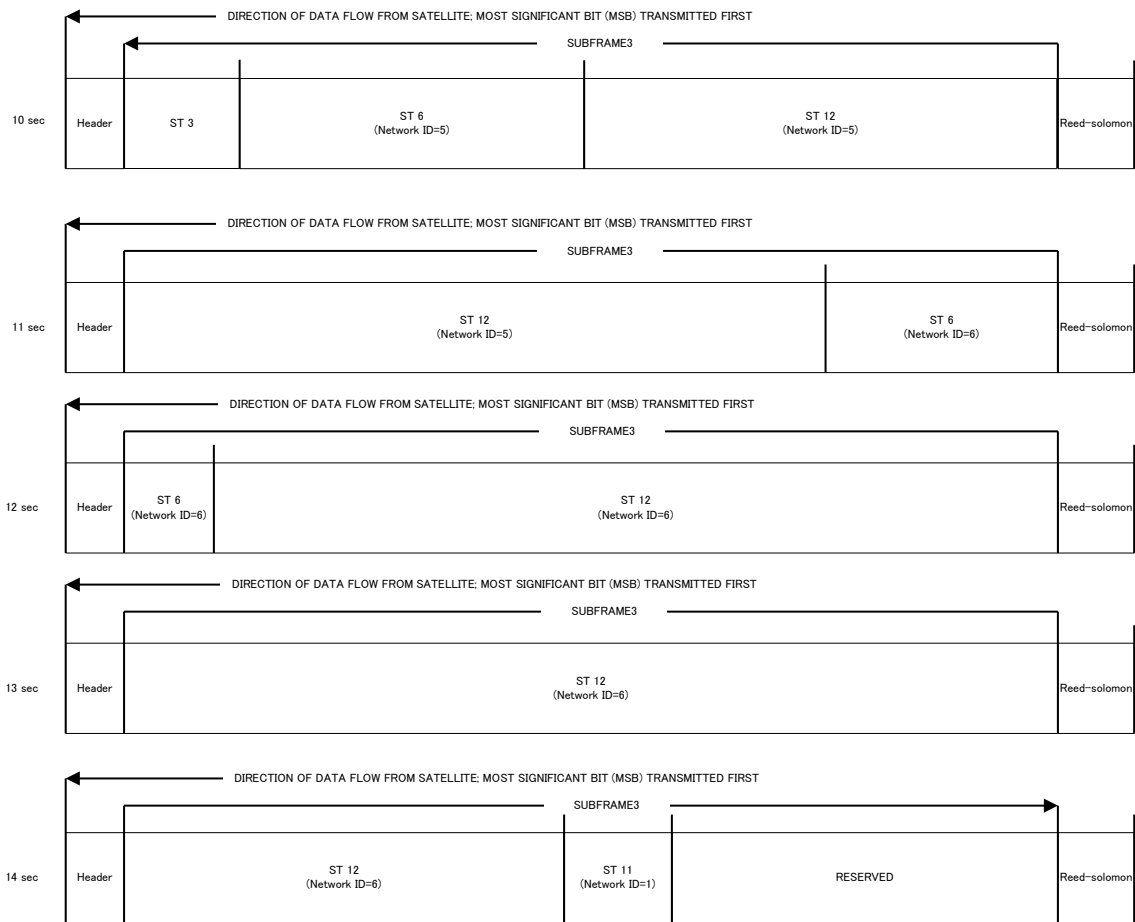 DIRECTION OF DATA FLOW FROM SATELLITE; MOST SIGNIFICANT BIT (MSB) TRANSMITTED FIRST
SUBFRAME3
10 sec
Header
ST 3
ST 6
(Network ID=5)
ST 12
(Network ID=5)
Reed-solomon
DIRECTION OF DATA FLOW FROM SATELLITE; MOST SIGNIFICANT BIT (MSB) TRANSMITTED FIRST
SUBFRAME3
11 sec
Header
ST 12
(Network ID=5)
ST 6
(Network ID=6)
Reed-solomon
DIRECTION OF DATA FLOW FROM SATELLITE; MOST SIGNIFICANT BIT (MSB) TRANSMITTED FIRST
SUBFRAME3
12 sec
Header
ST 6
(Network ID=6)
ST 12
(Network ID=6)
Reed-solomon
DIRECTION OF DATA FLOW FROM SATELLITE; MOST SIGNIFICANT BIT (MSB) TRANSMITTED FIRST
SUBFRAME3
13 sec
Header
ST 12
(Network ID=6)
Reed-solomon
DIRECTION OF DATA FLOW FROM SATELLITE; MOST SIGNIFICANT BIT (MSB) TRANSMITTED FIRST
SUBFRAME3
14 sec
Header
ST 12
(Network ID=6)
ST 11
(Network ID=1)
RESERVED
Reed-solomon